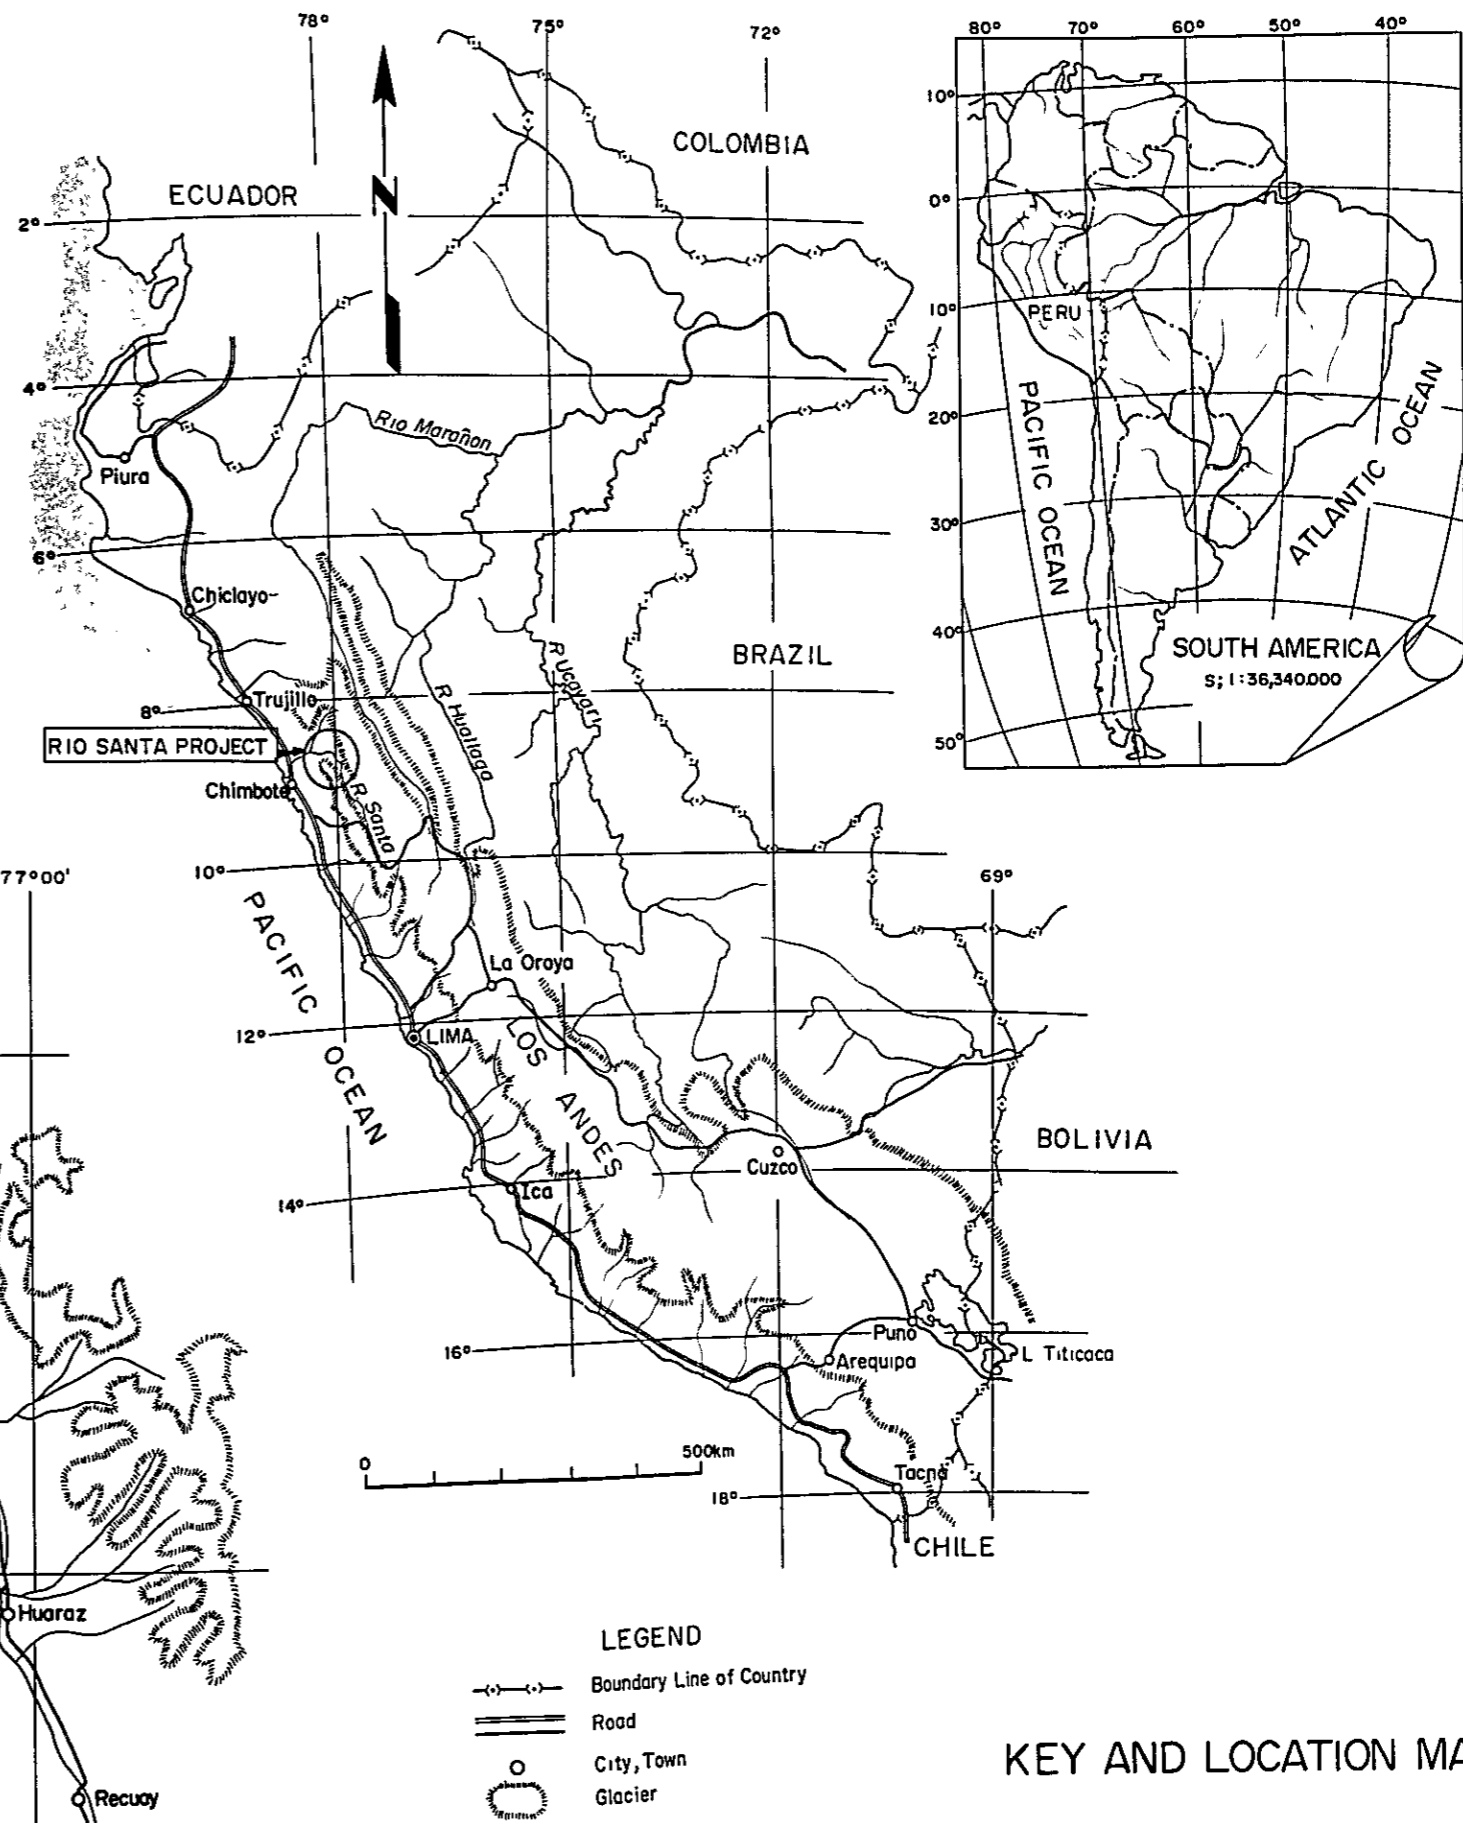 78°
75°
72°
80°
70°
60°
50°
40°
10°
0°
10°
20°
30°
40°
50°
COLOMBIA
ECUADOR
N
2°
4°
Rio Marañon
Piura
6°
Chiclayo
PERU
PACIFIC OCEAN
ATLANTIC OCEAN
SOUTH AMERICA
S; 1:36,340.000
BRAZIL
R Ucayari
R Huallaga
Trujillo
8°
RIO SANTA PROJECT
Chimbote
R Santa
10°
77°00'
69°
PACIFIC OCEAN
La Oroya
12°
LIMA
LOS ANDES
BOLIVIA
Cuzco
14°
Ica
Puno
L Titicaca
16°
Arequipa
0
500km
Tacna
18°
CHILE
Huaraz
Recuay
LEGEND
Boundary Line of Country
Road
City, Town
Glacier
KEY AND LOCATION MA